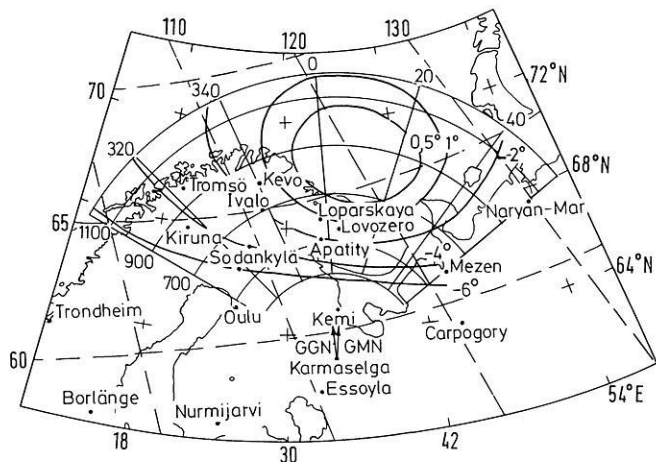 110
120
130
0
72°N
70
340
20
40
320
0,5° 1°
-2°
68°N
Tromsö
Kevo
Ivalo
Naryan-Mar
65
Loparskaya
Lovozero
1100
Kiruna
Apatity
-4°
900
Sodankylä
Mezen
64°N
700
-6°
Trondheim
Oulu
Kemi
Carpogory
GGN GMN
60
Karmaselga
Essoyla
Borlänge
Nurmijarvi
54°E
18
30
42